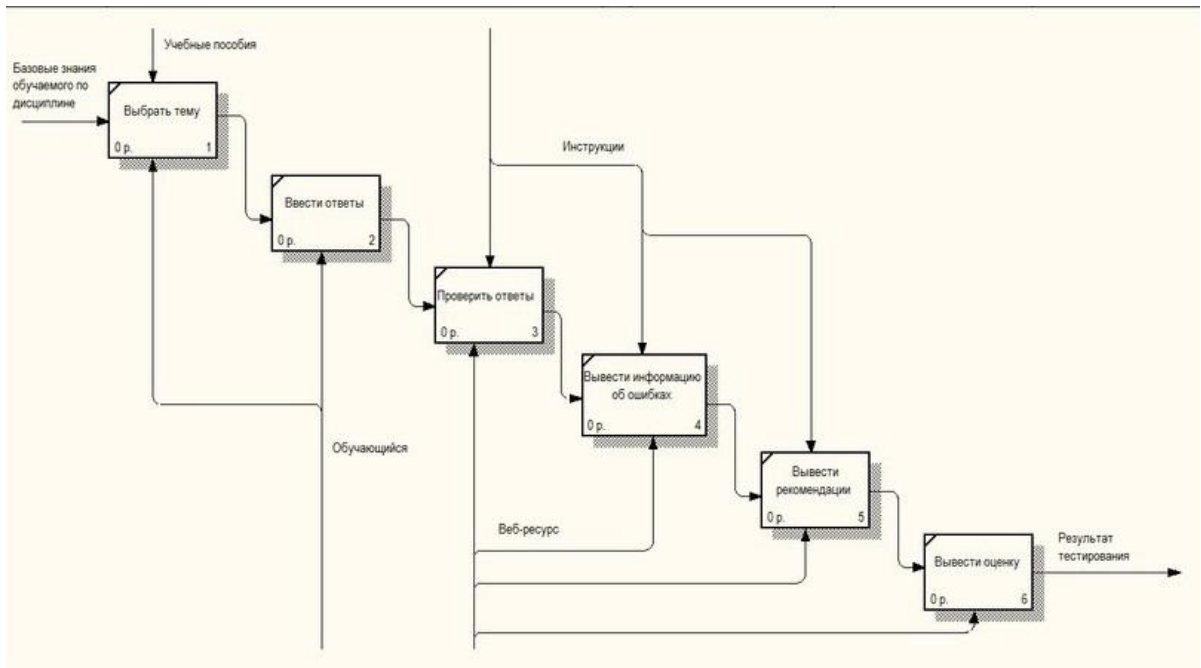 Учебные пособия
Базовые знания
обучаемого по
дисциплине
Выбрать тему
0 р. 1
Инструкции
Ввести ответы
0 р. 2
Проверить ответы
0 р. 3
Вывести информацию
об ошибках
0 р. 4
Обучающийся
Вывести
рекомендации
0 р. 5
Веб-ресурс
Вывести оценку
0 р. 6
Результат
тестирования